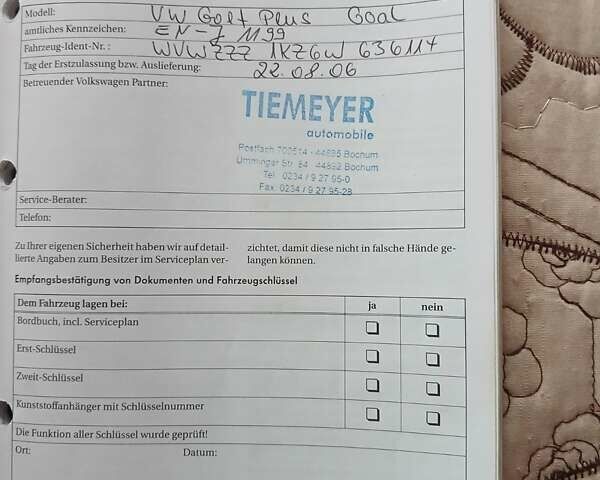 Modell: VW Golf Plus Goal
amtliches Kennzeichen: EN-J 1199
Fahrzeug-Ident-Nr.: WVWZZZ 1KZ6W 636117
Tag der Erstzulassung bzw. Auslieferung: 22.08.06
Betreuender Volkswagen Partner:
TIEMEYER
automobile
Postfach 700514 - 44895 Bochum
Ümminger Str. 84 44892 Bochum
Tel. 0234 / 9 27 95-0
Fax. 0234 / 9 27 95-28
Service-Berater:
Telefon:
Zu Ihrer eigenen Sicherheit haben wir auf detail-
lierte Angaben zum Besitzer im Serviceplan ver-
zichtet, damit diese nicht in falsche Hände ge-
langen können.
Empfangsbestätigung von Dokumenten und Fahrzeugschlüssel
Dem Fahrzeug lagen bei: ja nein
Bordbuch, incl. Serviceplan
Erst-Schlüssel
Zweit-Schlüssel
Kunststoffanhänger mit Schlüsselnummer
Die Funktion aller Schlüssel wurde geprüft!
Ort: Datum: